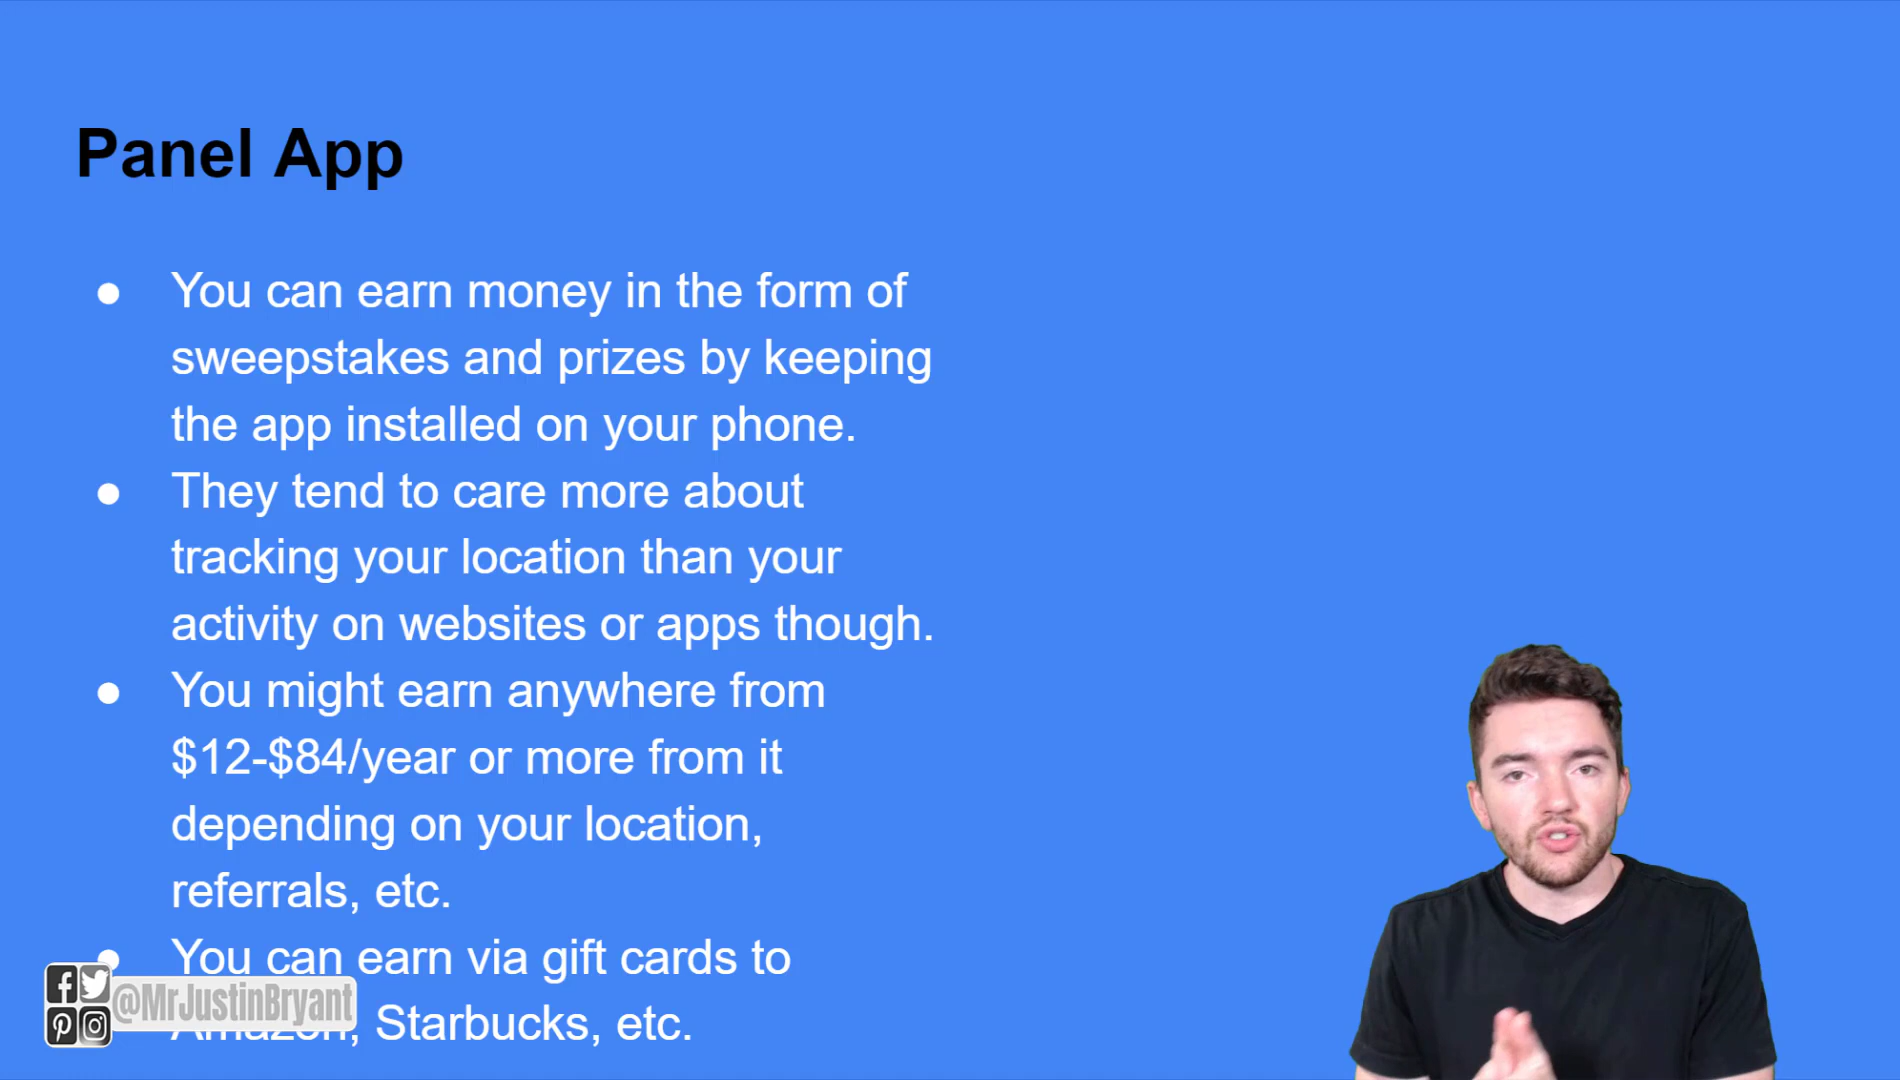 Panel App
● You can earn money in the form of
sweepstakes and prizes by keeping
the app installed on your phone.
● They tend to care more about
tracking your location than your
activity on websites or apps though.
● You might earn anywhere from
$12-$84/year or more from it
depending on your location,
referrals, etc.
● You can earn via gift cards to
Amazon, Starbucks, etc.
@MrJustinBryant